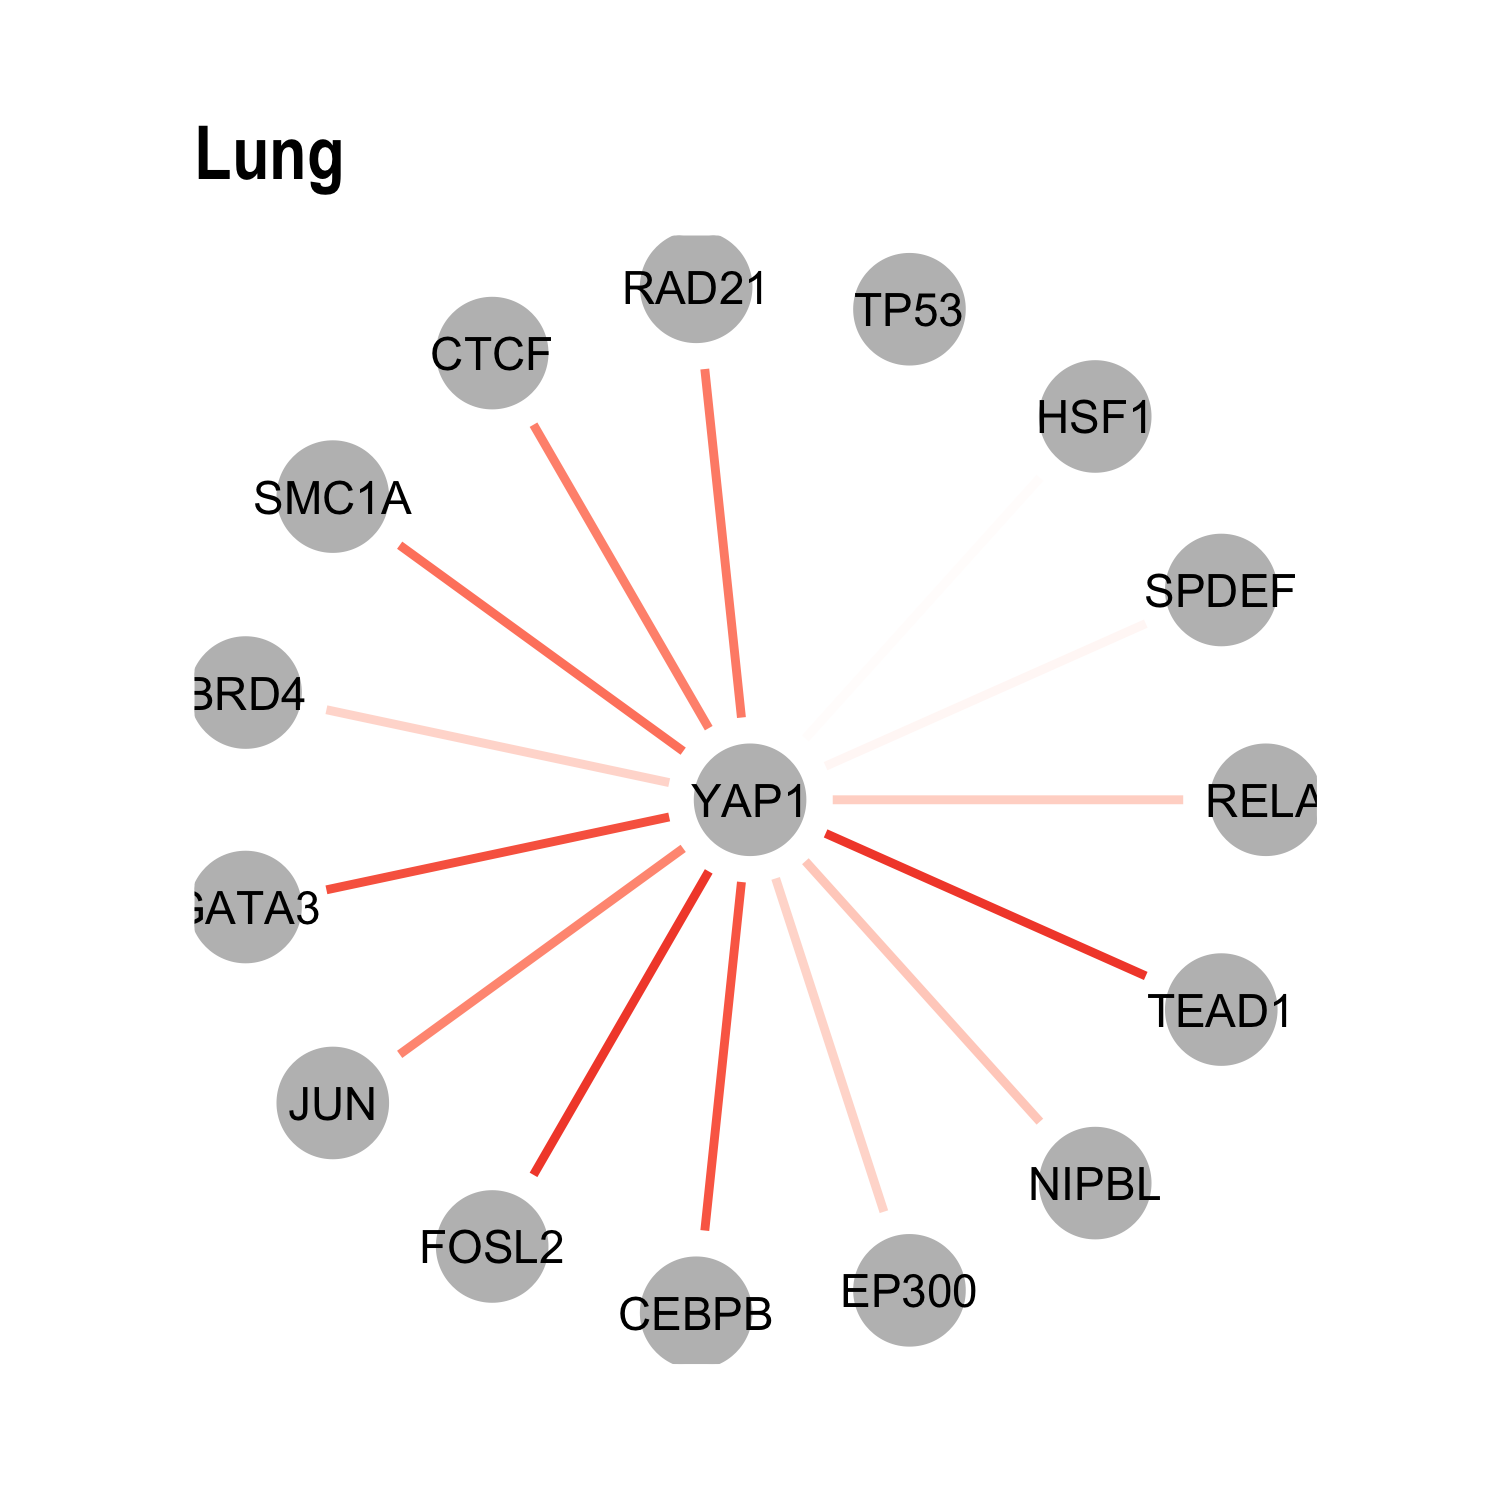 Lung
RAD21
TP53
CTCF
HSF1
SMC1A
SPDEF
BRD4
YAP1
RELA
GATA3
TEAD1
JUN
NIPBL
FOSL2
EP300
CEBPB